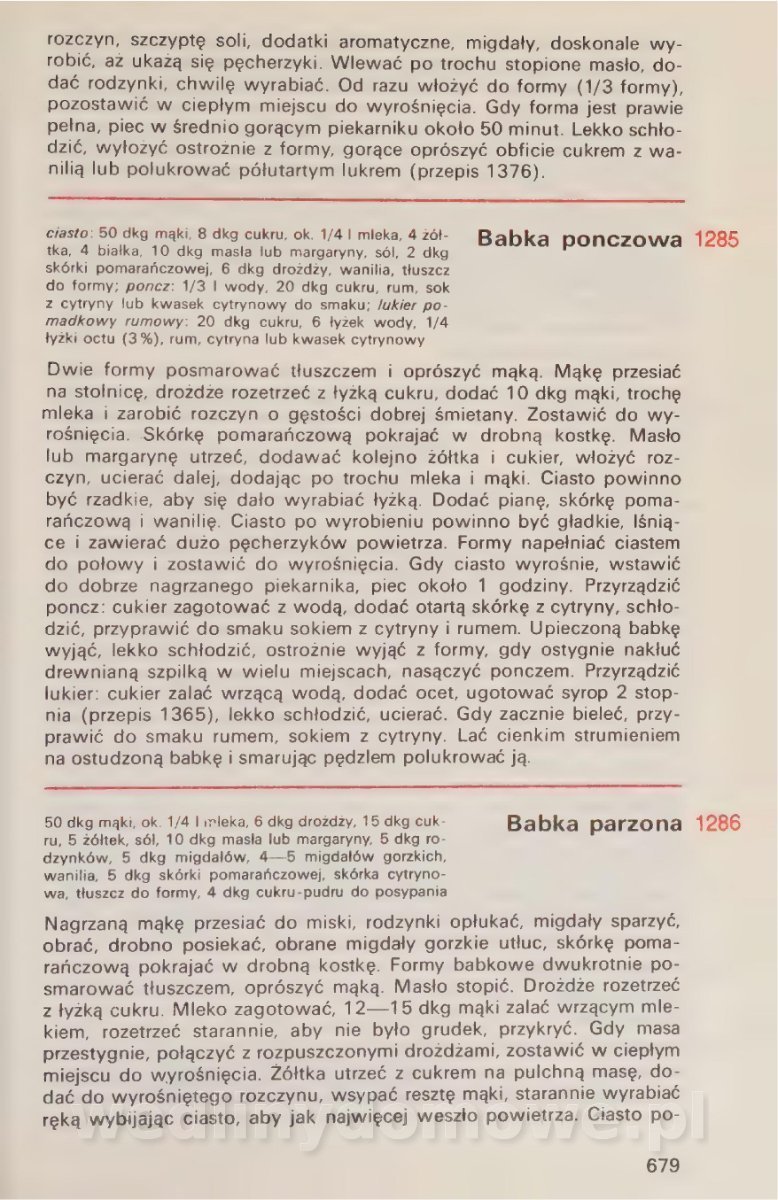 rozczyn, szczyptę soli, dodatki aromatyczne, migdały, doskonale wy-
robić, aż ukażą się pęcherzyki. Wlewać po trochu stopione masło, do-
dać rodzynki, chwilę wyrabiać. Od razu włożyć do formy (1/3 formy),
pozostawić w ciepłym miejscu do wyrośnięcia. Gdy forma jest prawie
pełna, piec w średnio gorącym piekarniku około 50 minut. Lekko schło-
dzić, wyłożyć ostrożnie z formy, gorące oprószyć obficie cukrem z wa-
nilią lub polukrować półutartym lukrem (przepis 1376).
Babka ponczowa 1285
ciasto: 50 dkg mąki, 8 dkg cukru, ok. 1/4 l mleka, 4 żół-
tka, 4 białka, 10 dkg masła lub margaryny, sól, 2 dkg
skórki pomarańczowej, 6 dkg drożdży, wanilia, tłuszcz
do formy; poncz: 1/3 l wody, 20 dkg cukru, rum, sok
z cytryny lub kwasek cytrynowy do smaku; lukier po-
madkowy rumowy: 20 dkg cukru, 6 łyżek wody, 1/4
łyżki octu (3%), rum, cytryna lub kwasek cytrynowy
Dwie formy posmarować tłuszczem i oprószyć mąką. Mąkę przesiać
na stolnicę, drożdże rozetrzeć z łyżką cukru, dodać 10 dkg mąki, trochę
mleka i zarobić rozczyn o gęstości dobrej śmietany. Zostawić do wy-
rośnięcia. Skórkę pomarańczową pokrajać w drobną kostkę. Masło
lub margarynę utrzeć, dodawać kolejno żółtka i cukier, włożyć roz-
czyn, ucierać dalej, dodając po trochu mleka i mąki. Ciasto powinno
być rzadkie, aby się dało wyrabiać łyżką. Dodać pianę, skórkę poma-
rańczową i wanilię. Ciasto po wyrobieniu powinno być gładkie, lśnią-
ce i zawierać dużo pęcherzyków powietrza. Formy napełniać ciastem
do połowy i zostawić do wyrośnięcia. Gdy ciasto wyrośnie, wstawić
do dobrze nagrzanego piekarnika, piec około 1 godziny. Przyrządzić
poncz: cukier zagotować z wodą, dodać otartą skórkę z cytryny, schło-
dzić, przyprawić do smaku sokiem z cytryny i rumem. Upieczoną babkę
wyjąć, lekko schłodzić, ostrożnie wyjąć z formy, gdy ostygnie nakłuć
drewnianą szpilką w wielu miejscach, nasączyć ponczem. Przyrządzić
lukier: cukier zalać wrzącą wodą, dodać ocet, ugotować syrop 2 stop-
nia (przepis 1365), lekko schłodzić, ucierać. Gdy zacznie bieleć, przy-
prawić do smaku rumem, sokiem z cytryny. Lać cienkim strumieniem
na ostudzoną babkę i smarując pędzlem polukrować ją.
Babka parzona 1286
50 dkg mąki, ok. 1/4 l mleka, 6 dkg drożdży, 15 dkg cuk-
ru, 5 żółtek, sól, 10 dkg masła lub margaryny, 5 dkg ro-
dzynków, 5 dkg migdałów, 4—5 migdałów gorzkich,
wanilia, 5 dkg skórki pomarańczowej, skórka cytryno-
wa, tłuszcz do formy, 4 dkg cukru-pudru do posypania
Nagrzaną mąkę przesiać do miski, rodzynki opłukać, migdały sparzyć,
obrać, drobno posiekać, obrane migdały gorzkie utłuc, skórkę poma-
rańczową pokrajać w drobną kostkę. Formy babkowe dwukrotnie po-
smarować tłuszczem, oprószyć mąką. Masło stopić. Drożdże rozetrzeć
z łyżką cukru. Mleko zagotować, 12—15 dkg mąki zalać wrzącym mle-
kiem, rozetrzeć starannie, aby nie było grudek, przykryć. Gdy masa
przestygnie, połączyć z rozpuszczonymi drożdżami, zostawić w ciepłym
miejscu do wyrośnięcia. Żółtka utrzeć z cukrem na pulchną masę, do-
dać do wyrośniętego rozczynu, wsypać resztę mąki, starannie wyrabiać
ręką wybijając ciasto, aby jak najwięcej weszło powietrza. Ciasto po-
wedlinydomowe.pl
679